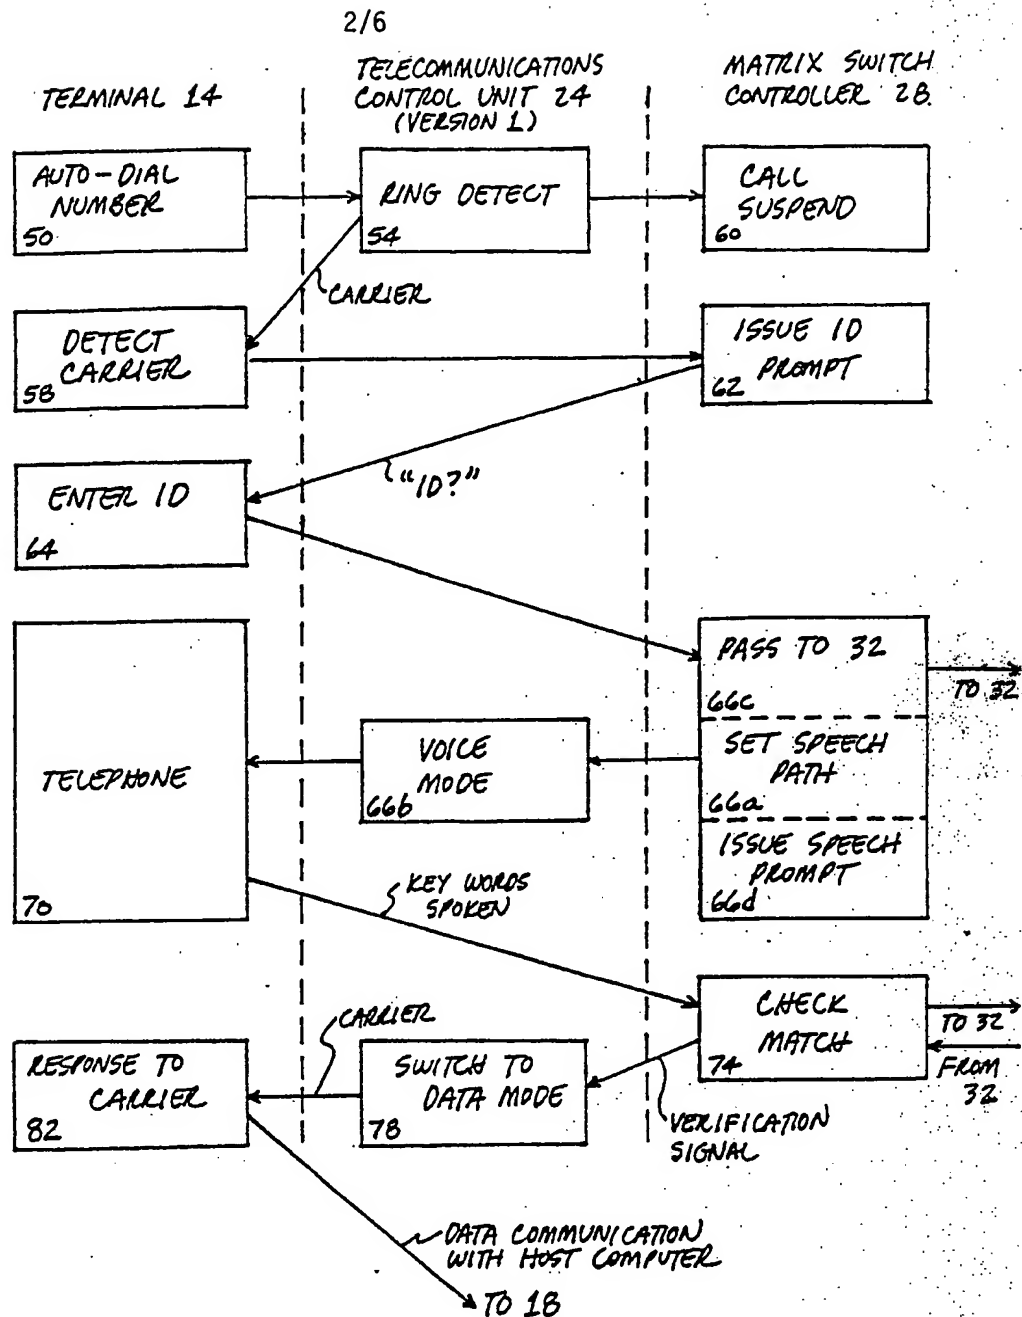 2/6
TERMINAL 14
TELECOMMUNICATIONS
CONTROL UNIT 24
(VERSION 1)
MATRIX SWITCH
CONTROLLER 28.
AUTO-DIAL
NUMBER
50
RING DETECT
54
CALL
SUSPEND
60
CARRIER
DETECT
CARRIER
58
ISSUE ID
PROMPT
62
"ID?"
ENTER ID
64
PASS TO 32
66c
TO 32
TELEPHONE
70
VOICE
MODE
66b
SET SPEECH
PATH
66a
ISSUE SPEECH
PROMPT
66d
KEY WORDS
SPOKEN
CHECK
MATCH
74
TO 32
FROM
32
CARRIER
RESPONSE TO
CARRIER
82
SWITCH TO
DATA MODE
78
VERIFICATION
SIGNAL
DATA COMMUNICATION
WITH HOST COMPUTER
TO 18